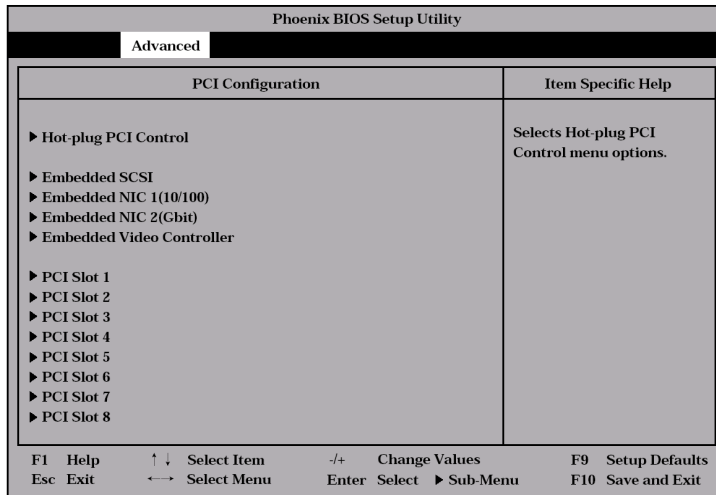 Phoenix BIOS Setup Utility
Advanced
PCI Configuration
Item Specific Help
▶ Hot-plug PCI Control
Selects Hot-plug PCI
Control menu options.
▶ Embedded SCSI
▶ Embedded NIC 1(10/100)
▶ Embedded NIC 2(Gbit)
▶ Embedded Video Controller
▶ PCI Slot 1
▶ PCI Slot 2
▶ PCI Slot 3
▶ PCI Slot 4
▶ PCI Slot 5
▶ PCI Slot 6
▶ PCI Slot 7
▶ PCI Slot 8
F1 Help ↑ ↓ Select Item -/+ Change Values F9 Setup Defaults
Esc Exit ←→ Select Menu Enter Select ▶ Sub-Menu F10 Save and Exit